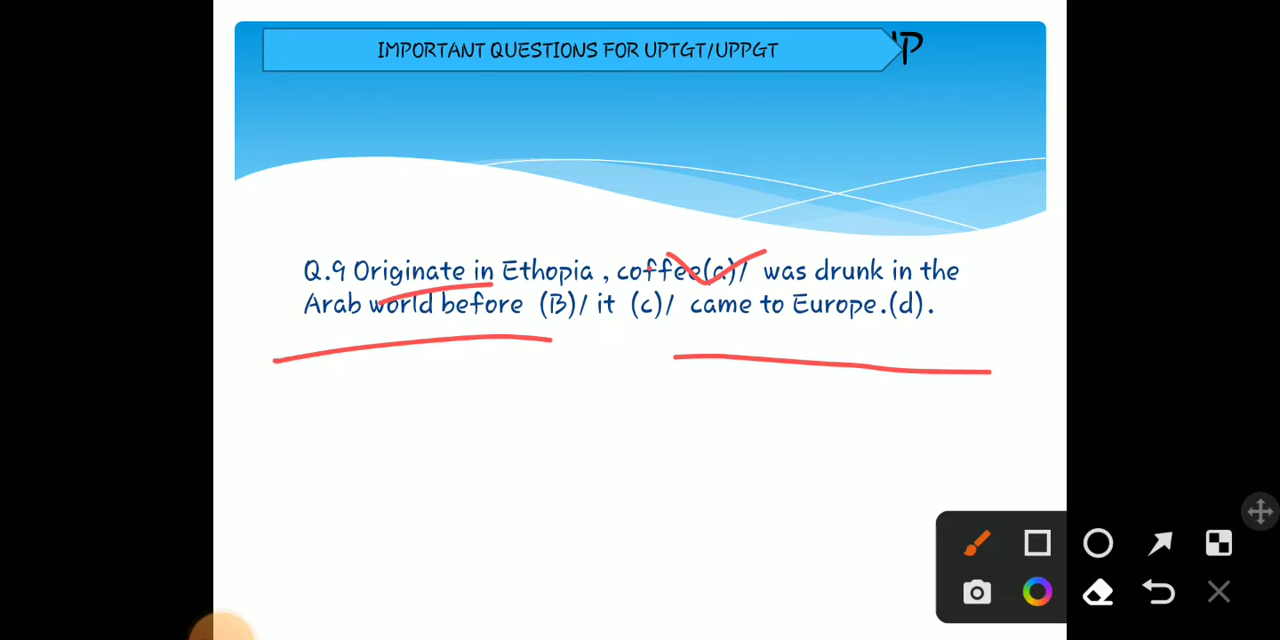 IMPORTANT QUESTIONS FOR UPTGT/UPPGT
Q.9 Originate in Ethopia , coffee(a)/ was drunk in the
Arab world before (B)/ it (c)/ came to Europe.(d).